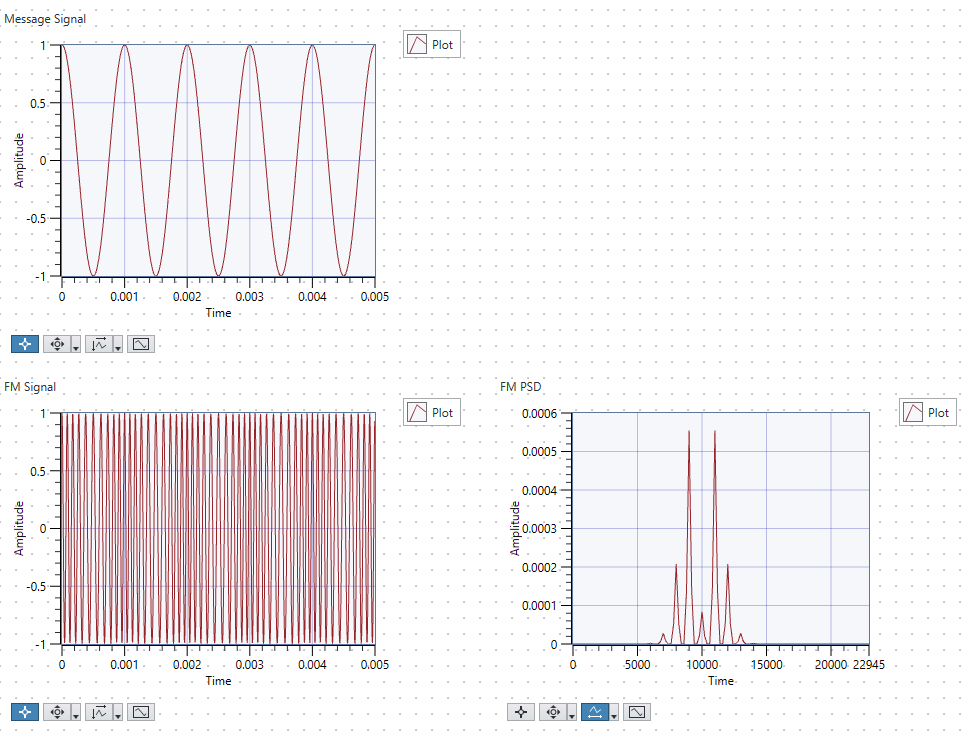 Message Signal
Plot
1
0.5
0
-0.5
-1
Amplitude
0 0.001 0.002 0.003 0.004 0.005
Time
FM Signal
Plot
1
0.5
0
-0.5
-1
Amplitude
0 0.001 0.002 0.003 0.004 0.005
Time
FM PSD
Plot
0.0006
0.0005
0.0004
0.0003
0.0002
0.0001
0
Amplitude
0 5000 10000 15000 20000 22945
Time